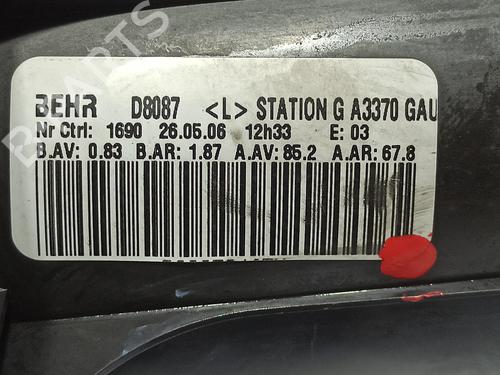 BEHR D8087 <L> STATION G A3370 GAU
Nr Ctrl: 1690 26.05.06 12h33 E: 03
B.AV: 0.83 B.AR: 1.87 A.AV: 85.2 A.AR: 67.8